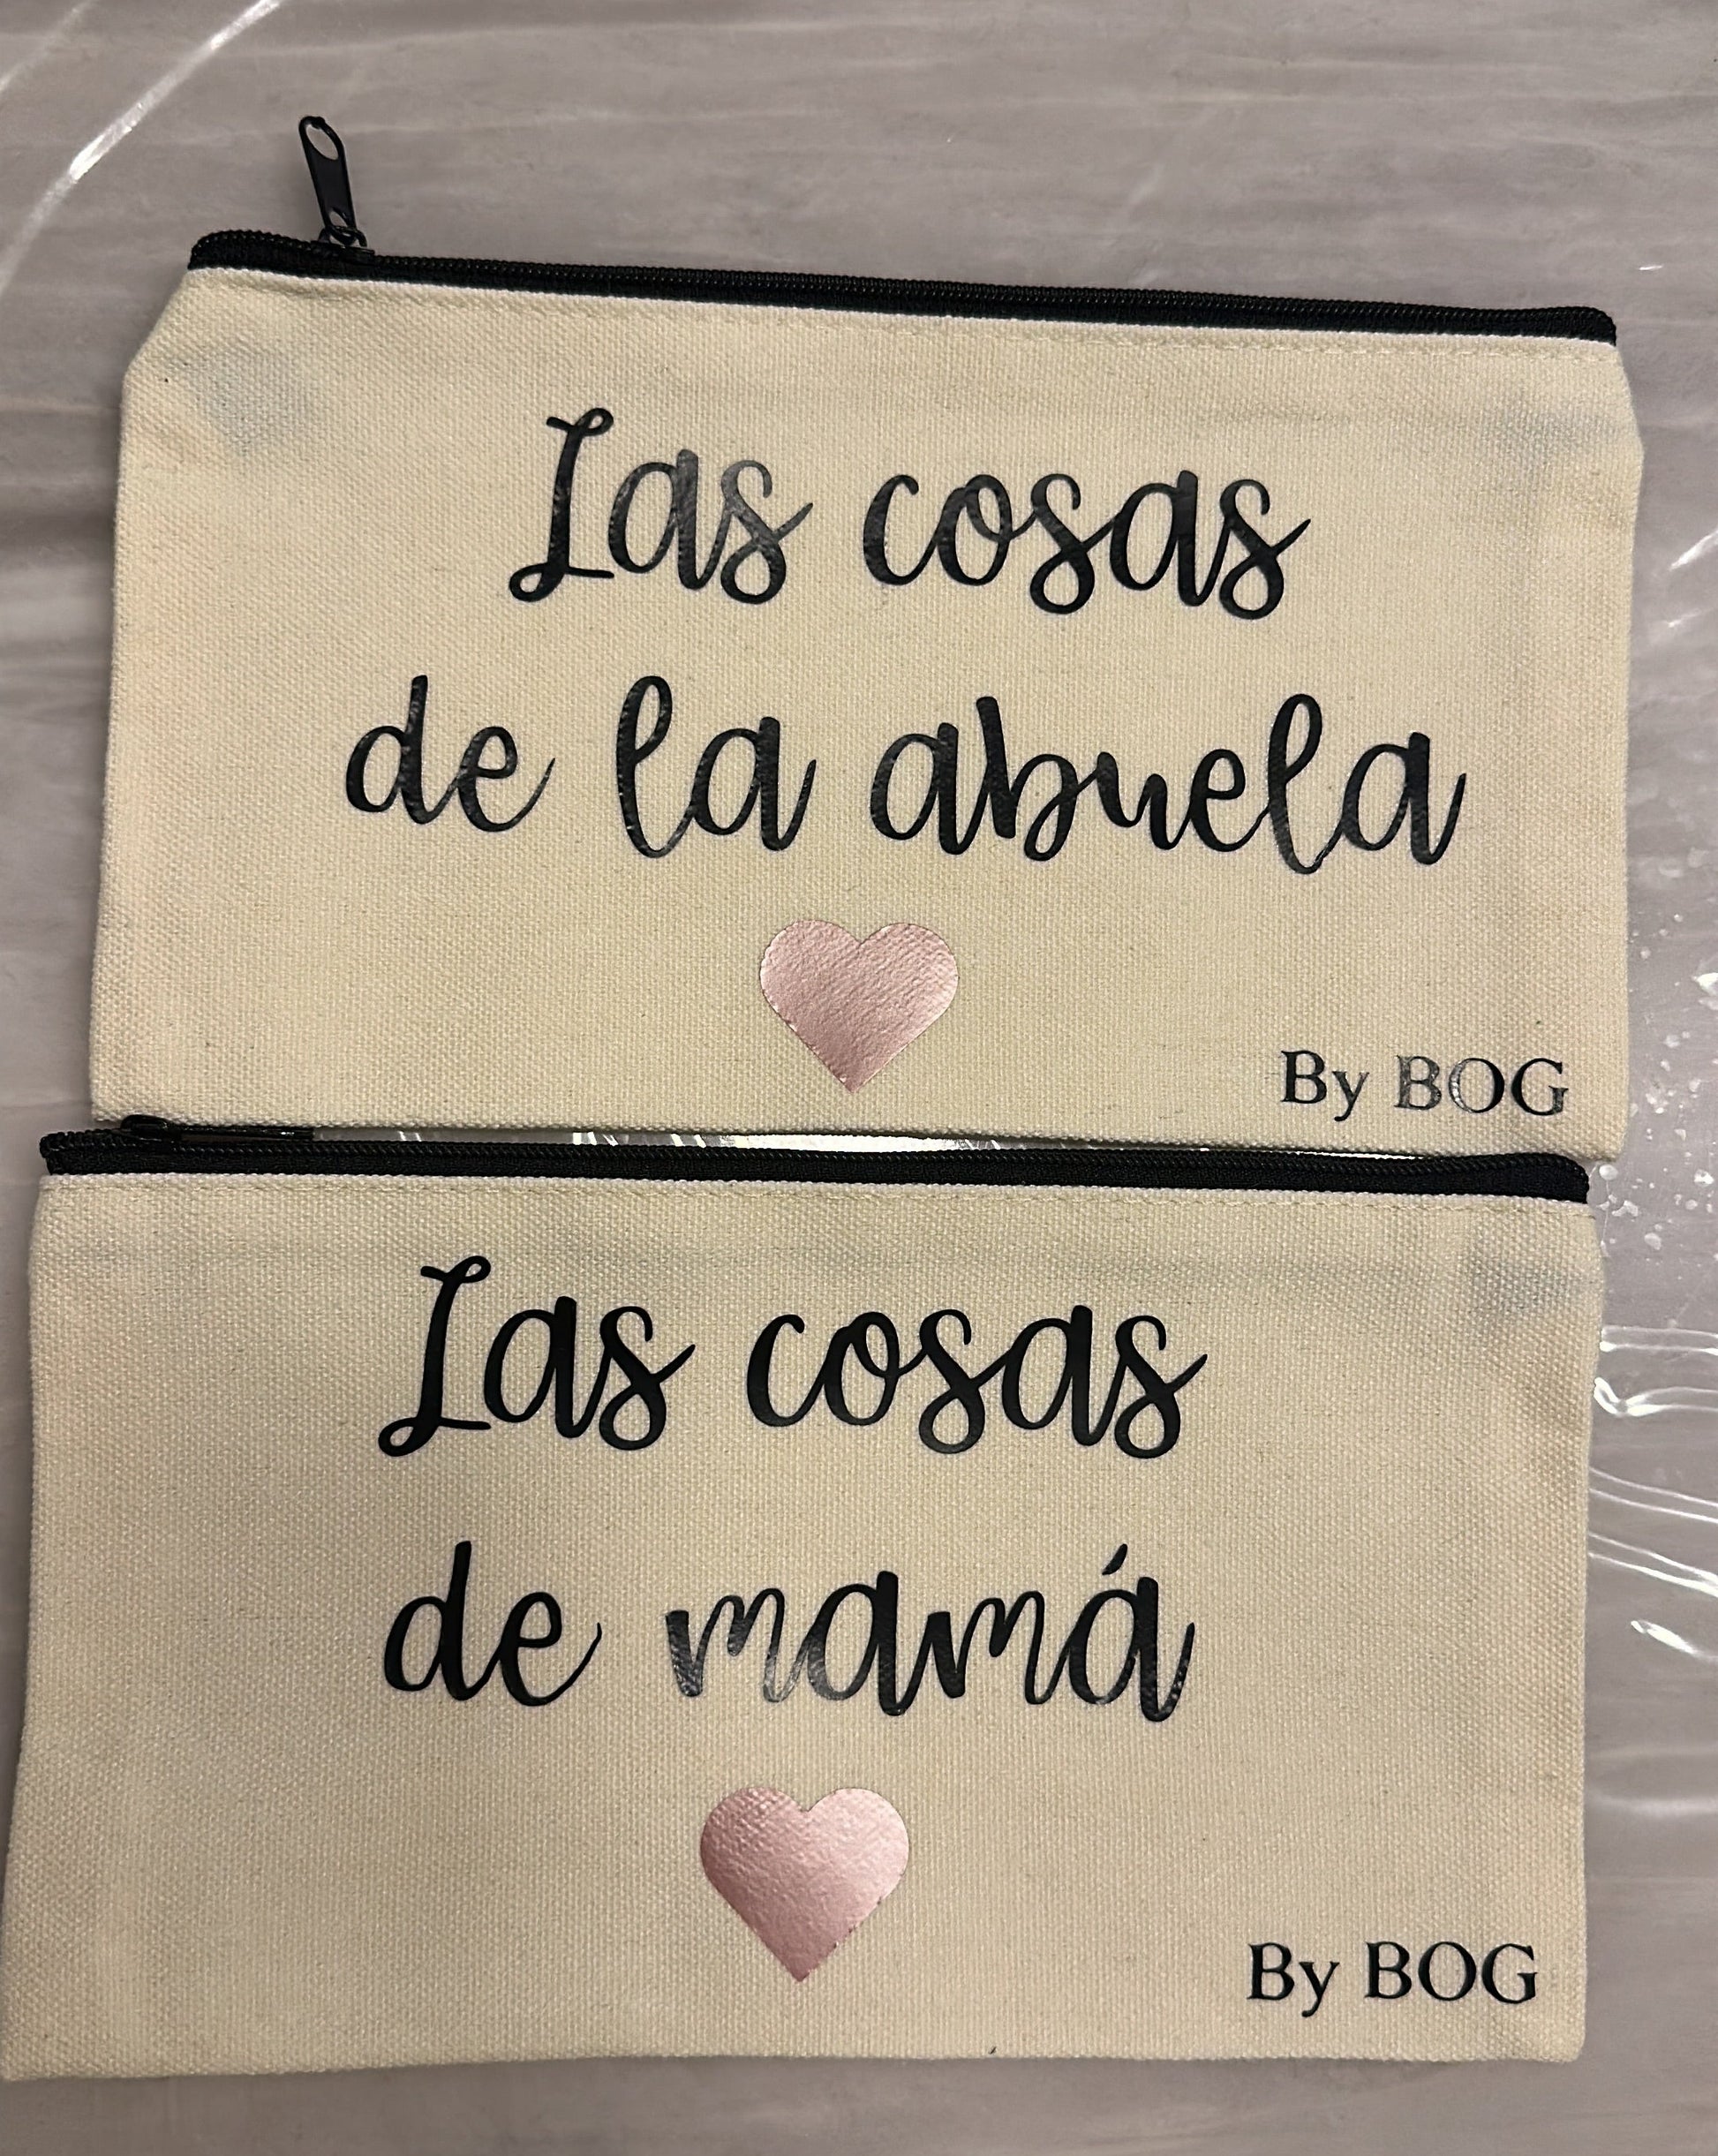 Las cosas
de la abuela
By BOG
Las cosas
de mamá
By BOG